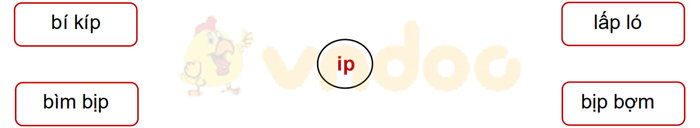 bí kíp
lấp ló
ip
vndoc
bìm bịp
bịp bợm